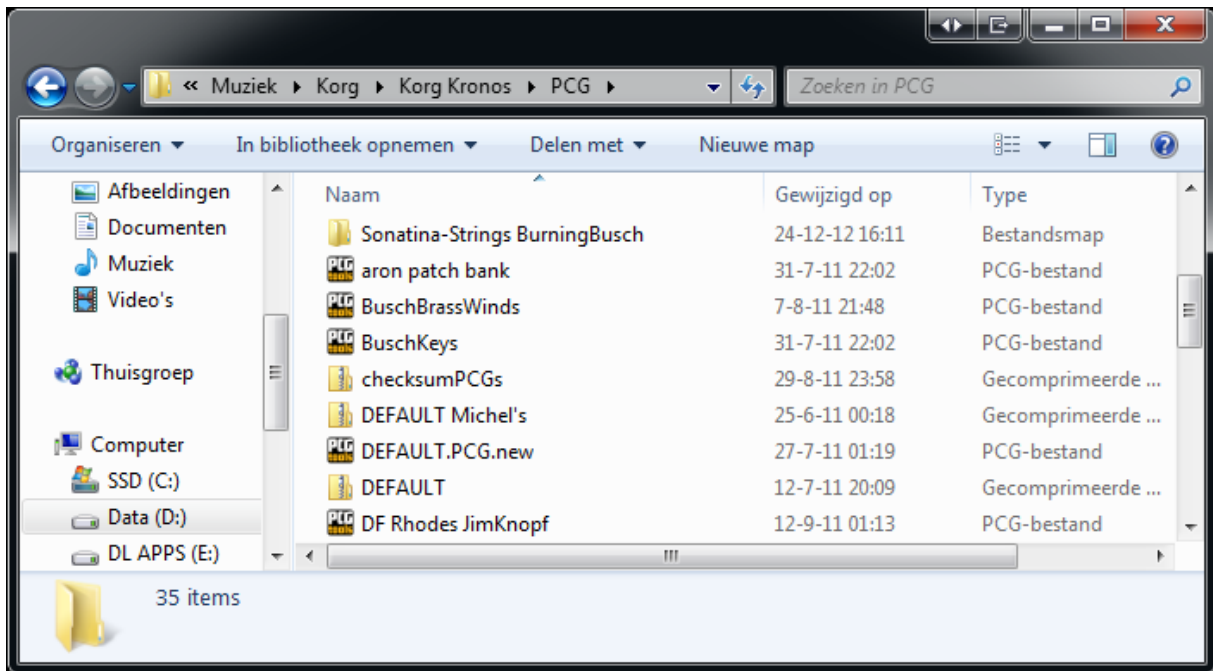 « Muziek Korg Korg Kronos PCG
Zoeken in PCG
Organiseren In bibliotheek opnemen Delen met Nieuwe map
Afbeeldingen
Documenten
Muziek
Video's
Thuisgroep
Computer
SSD (C:)
Data (D:)
DL APPS (E:)
Naam Gewijzigd op Type
Sonatina-Strings BurningBusch 24-12-12 16:11 Bestandsmap
aron patch bank 31-7-11 22:02 PCG-bestand
BuschBrassWinds 7-8-11 21:48 PCG-bestand
BuschKeys 31-7-11 22:02 PCG-bestand
checksumPCGs 29-8-11 23:58 Gecomprimeerde ...
DEFAULT Michel's 25-6-11 00:18 Gecomprimeerde ...
DEFAULT.PCG.new 27-7-11 01:19 PCG-bestand
DEFAULT 12-7-11 20:09 Gecomprimeerde ...
DF Rhodes JimKnopf 12-9-11 01:13 PCG-bestand
35 items